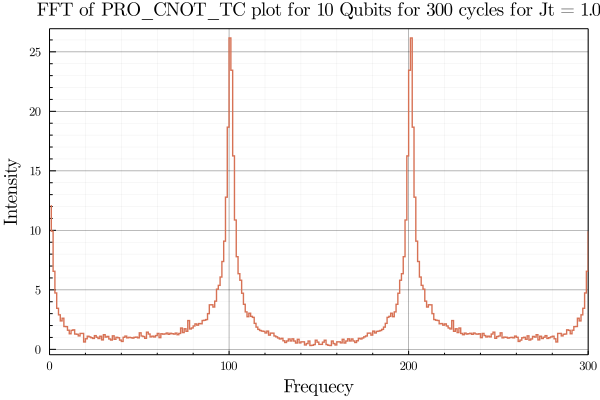 FFT of PRO_CNOT_TC plot for 10 Qubits for 300 cycles for Jt = 1.0
Intensity
25
20
15
10
5
0
0 100 200 300
Frequecy